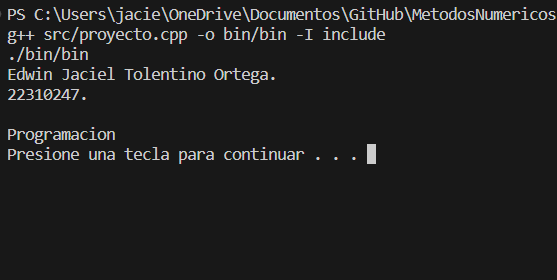 PS C:\Users\jacie\OneDrive\Documentos\GitHub\MetodosNumericos
g++ src/proyecto.cpp -o bin/bin -I include
./bin/bin
Edwin Jaciel Tolentino Ortega.
22310247.
Programacion
Presione una tecla para continuar . . .